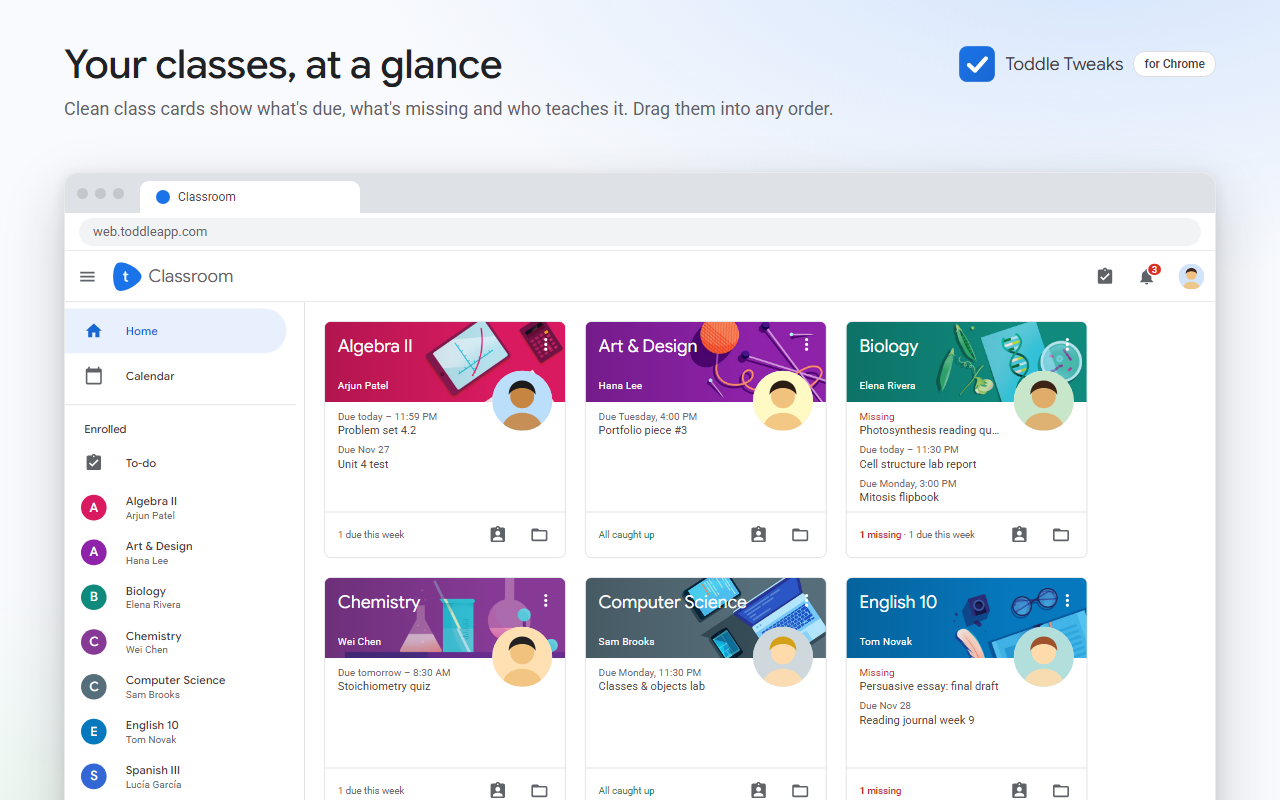 Your classes, at a glance
Clean class cards show what's due, what's missing and who teaches it. Drag them into any order.
Toddle Tweaks
for Chrome
Classroom
web.toddleapp.com
t
Classroom
3
Home
Calendar
Enrolled
To-do
A
Algebra II
Arjun Patel
A
Art & Design
Hana Lee
B
Biology
Elena Rivera
C
Chemistry
Wei Chen
C
Computer Science
Sam Brooks
E
English 10
Tom Novak
S
Spanish III
Lucía García
Algebra II
Arjun Patel
Due today – 11:59 PM
Problem set 4.2
Due Nov 27
Unit 4 test
1 due this week
Art & Design
Hana Lee
Due Tuesday, 4:00 PM
Portfolio piece #3
All caught up
Biology
Elena Rivera
Missing
Photosynthesis reading qu...
Due today – 11:30 PM
Cell structure lab report
Due Monday, 3:00 PM
Mitosis flipbook
1 missing · 1 due this week
Chemistry
Wei Chen
Due tomorrow – 8:30 AM
Stoichiometry quiz
1 due this week
Computer Science
Sam Brooks
Due Monday, 11:30 PM
Classes & objects lab
All caught up
English 10
Tom Novak
Missing
Persuasive essay: final draft
Due Nov 28
Reading journal week 9
1 missing